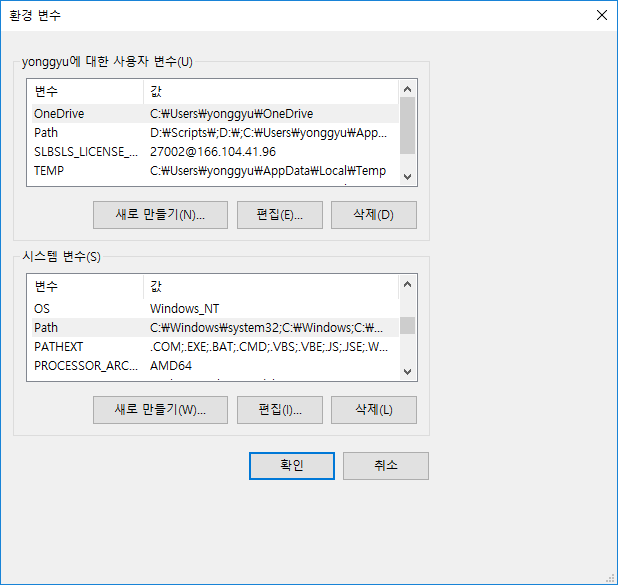 환경 변수
yonggyu에 대한 사용자 변수(U)
변수 값
OneDrive C:₩Users₩yonggyu₩OneDrive
Path D:₩Scripts₩;D:₩;C:₩Users₩yonggyu₩App...
SLBSLS_LICENSE_... 27002@166.104.41.96
TEMP C:₩Users₩yonggyu₩AppData₩Local₩Temp
새로 만들기(N)... 편집(E)... 삭제(D)
시스템 변수(S)
변수 값
OS Windows_NT
Path C:₩Windows₩system32;C:₩Windows;C:₩...
PATHEXT .COM;.EXE;.BAT;.CMD;.VBS;.VBE;.JS;.JSE;.W...
PROCESSOR_ARC... AMD64
새로 만들기(W)... 편집(I)... 삭제(L)
확인 취소